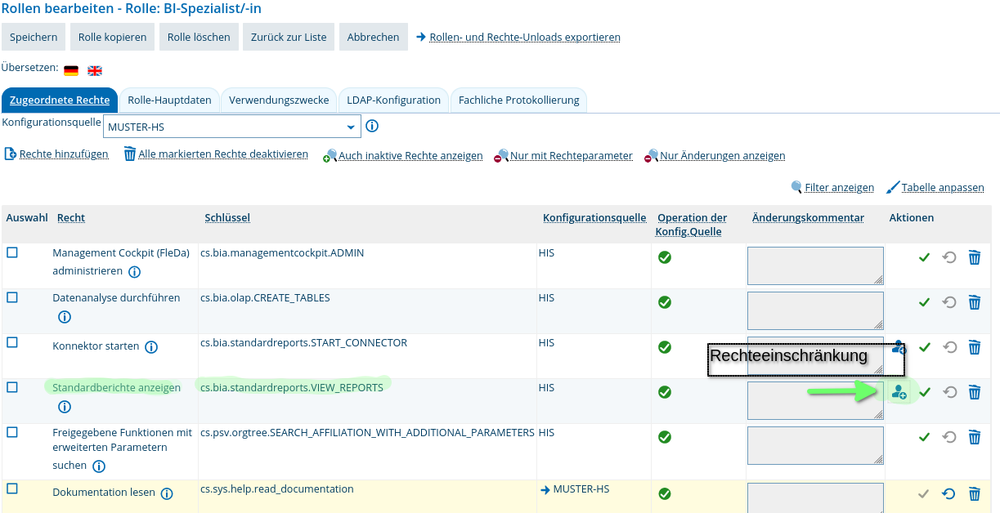 Rollen bearbeiten - Rolle: BI-Spezialist/-in
Speichern Rolle kopieren Rolle löschen Zurück zur Liste Abbrechen Rollen- und Rechte-Unloads exportieren
Übersetzen:
Zugeordnete Rechte Rolle-Hauptdaten Verwendungszwecke LDAP-Konfiguration Fachliche Protokollierung
Konfigurationsquelle MUSTER-HS
Rechte hinzufügen Alle markierten Rechte deaktivieren Auch inaktive Rechte anzeigen Nur mit Rechteparameter Nur Änderungen anzeigen
Filter anzeigen Tabelle anpassen
Auswahl Recht Schlüssel Konfigurationsquelle Operation der Änderungskommentar Aktionen
Konfig.Quelle
Management Cockpit (FleDa) cs.bia.managementcockpit.ADMIN HIS
administrieren
Datenanalyse durchführen cs.bia.olap.CREATE_TABLES HIS
Konnektor starten cs.bia.standardreports.START_CONNECTOR HIS
Rechteeinschränkung
Standardberichte anzeigen cs.bia.standardreports.VIEW_REPORTS HIS
Freigegebene Funktionen mit cs.psv.orgtree.SEARCH_AFFILIATION_WITH_ADDITIONAL_PARAMETERS HIS
erweiterten Parametern
suchen
Dokumentation lesen cs.sys.help.read_documentation MUSTER-HS